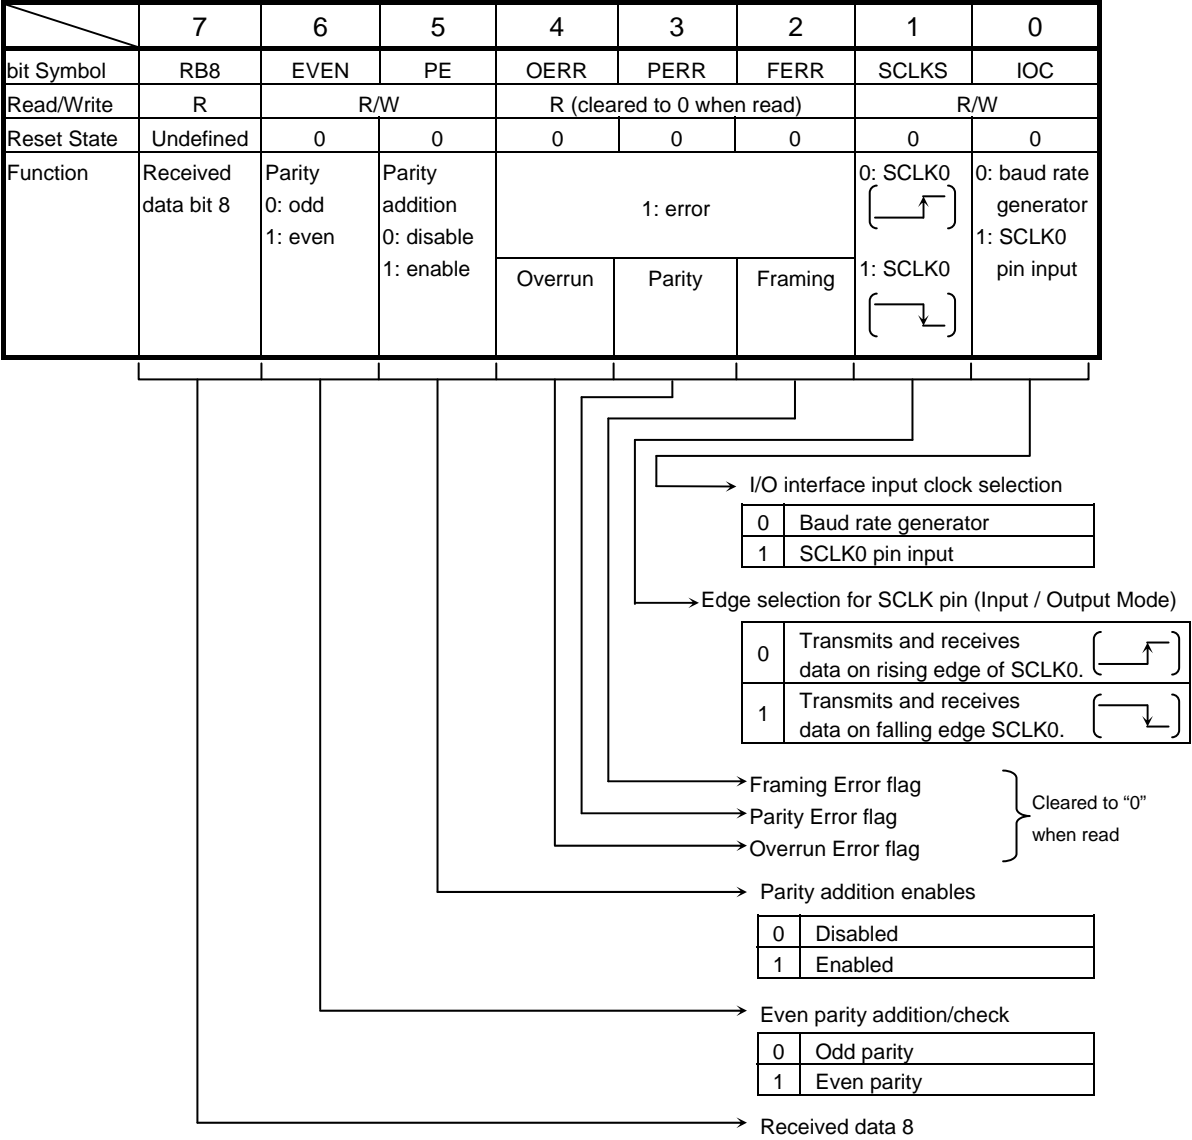 7 6 5 4 3 2 1 0
bit Symbol RB8 EVEN PE OERR PERR FERR SCLKS IOC
Read/Write R R/W R (cleared to 0 when read) R/W
Reset State Undefined 0 0 0 0 0 0 0
Function
Received
data bit 8
Parity
0: odd
1: even
Parity
addition
0: disable
1: enable
1: error
Overrun Parity Framing
0: SCLK0
1: SCLK0
0: baud rate
generator
1: SCLK0
pin input
I/O interface input clock selection
0 Baud rate generator
1 SCLK0 pin input
Edge selection for SCLK pin (Input / Output Mode)
0 Transmits and receives
data on rising edge of SCLK0.
1 Transmits and receives
data on falling edge SCLK0.
Framing Error flag
Parity Error flag
Overrun Error flag
Cleared to “0”
when read
Parity addition enables
0 Disabled
1 Enabled
Even parity addition/check
0 Odd parity
1 Even parity
Received data 8